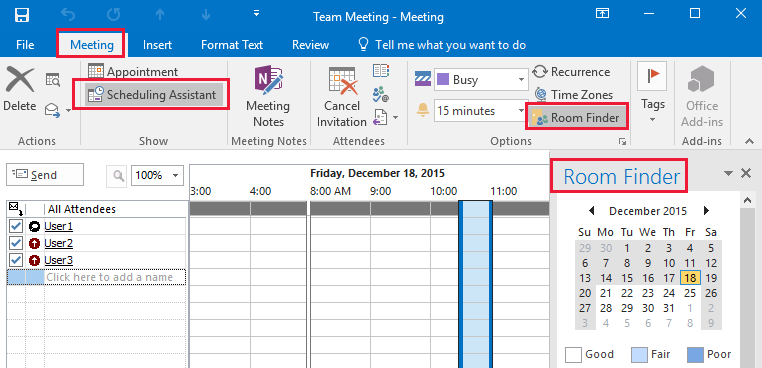 Team Meeting - Meeting
File Meeting Insert Format Text Review Tell me what you want to do
Delete
Actions
Appointment
Scheduling Assistant
Show
Meeting
Notes
Meeting Notes
Cancel
Invitation
Attendees
Busy
15 minutes
Recurrence
Time Zones
Room Finder
Options
Tags
Office
Add-ins
Add-ins
Send
100%
Friday, December 18, 2015
3:00 4:00 8:00 AM 9:00 10:00 11:00
All Attendees
User1
User2
User3
Click here to add a name
Room Finder
December 2015
Su Mo Tu We Th Fr Sa
29 30 1 2 3 4 5
6 7 8 9 10 11 12
13 14 15 16 17 18 19
20 21 22 23 24 25 26
27 28 29 30 31 1 2
3 4 5 6 7 8 9
Good Fair Poor